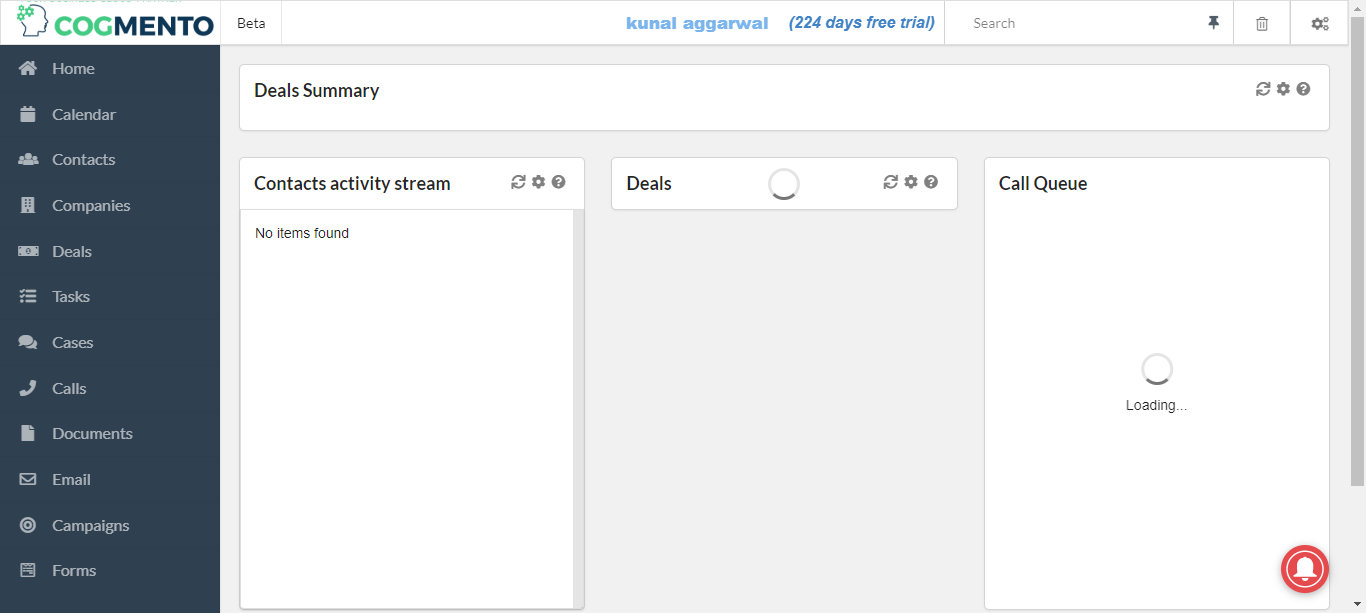 COGMENTO
Beta
kunal aggarwal (224 days free trial)
Search
Home
Calendar
Contacts
Companies
Deals
Tasks
Cases
Calls
Documents
Email
Campaigns
Forms
Deals Summary
Contacts activity stream
No items found
Deals
Call Queue
Loading...